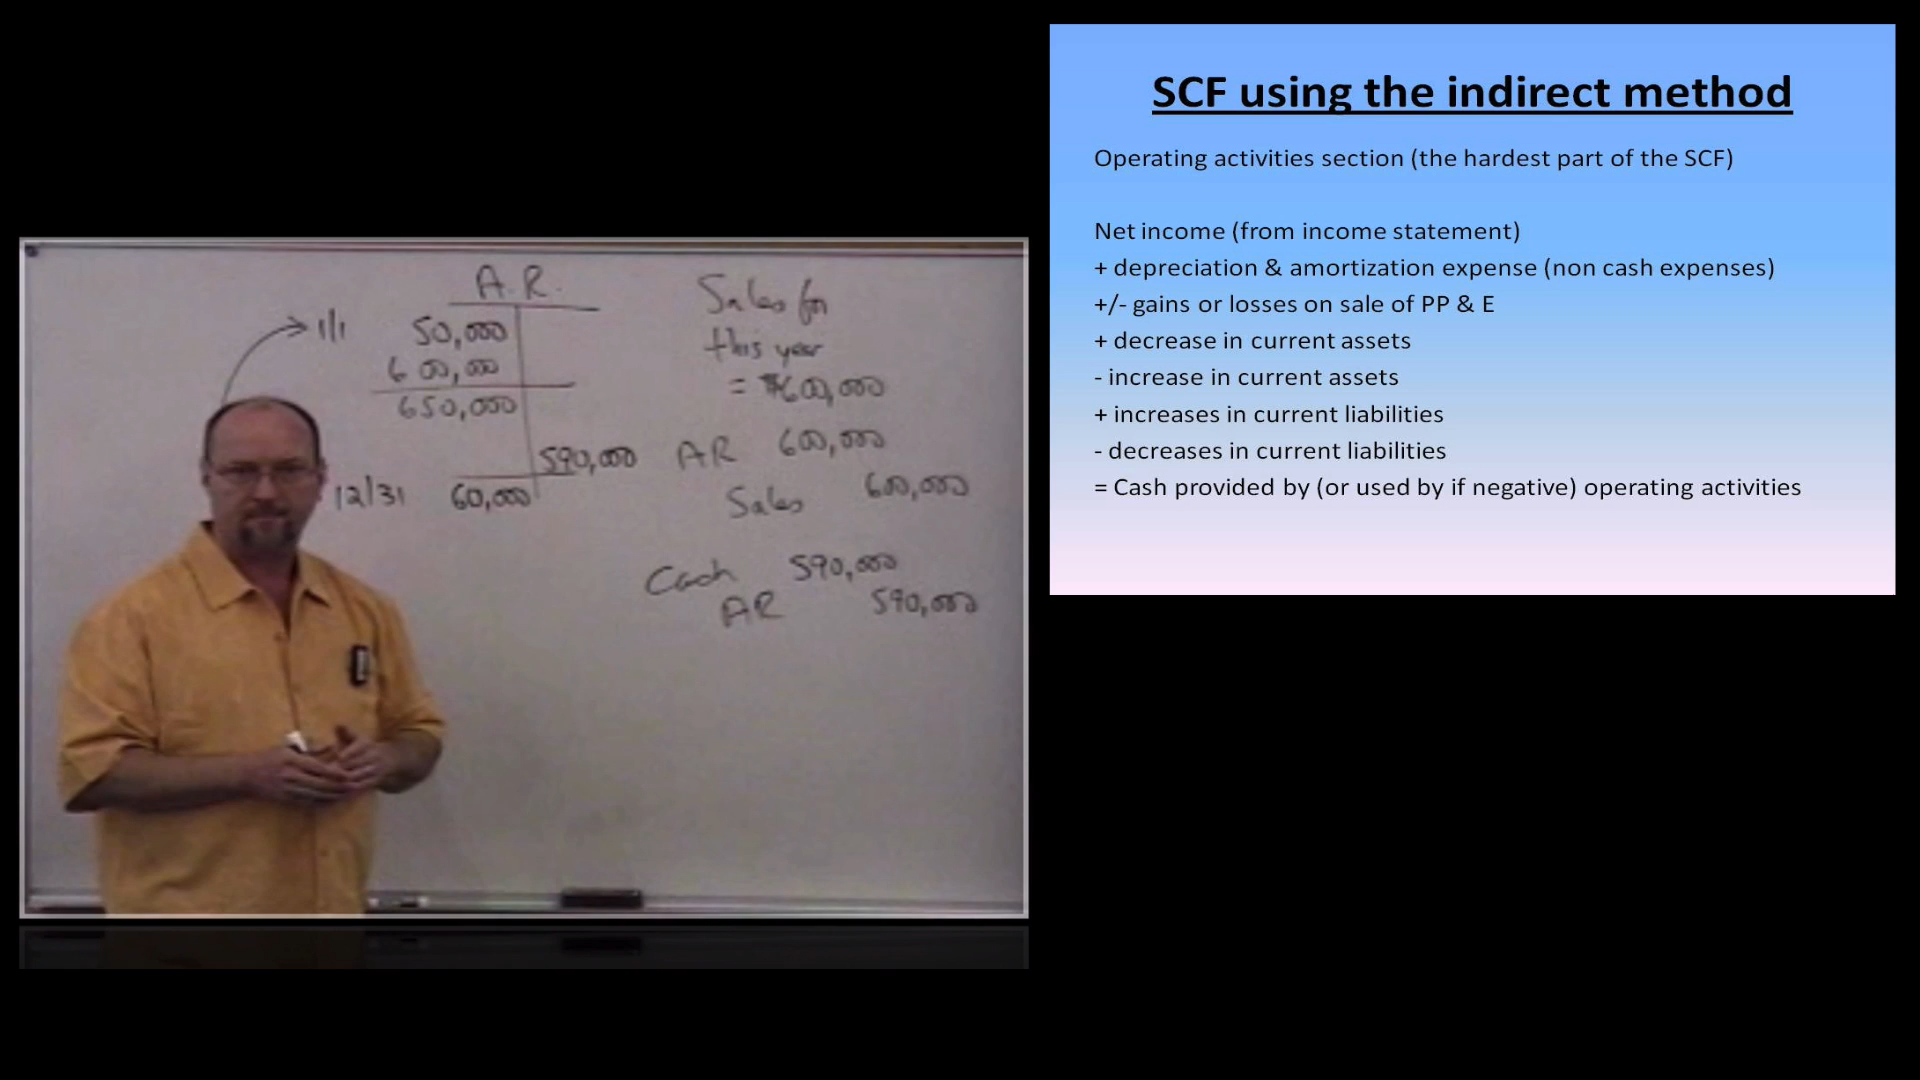 A.R.
1/1 50,000
600,000
650,000
590,000
12/31 60,000
Sales for
this year
= $600,000
AR 600,000
Sales 600,000
Cash 590,000
AR 590,000
SCF using the indirect method
Operating activities section (the hardest part of the SCF)
Net income (from income statement)
+ depreciation & amortization expense (non cash expenses)
+/- gains or losses on sale of PP & E
+ decrease in current assets
- increase in current assets
+ increases in current liabilities
- decreases in current liabilities
= Cash provided by (or used by if negative) operating activities